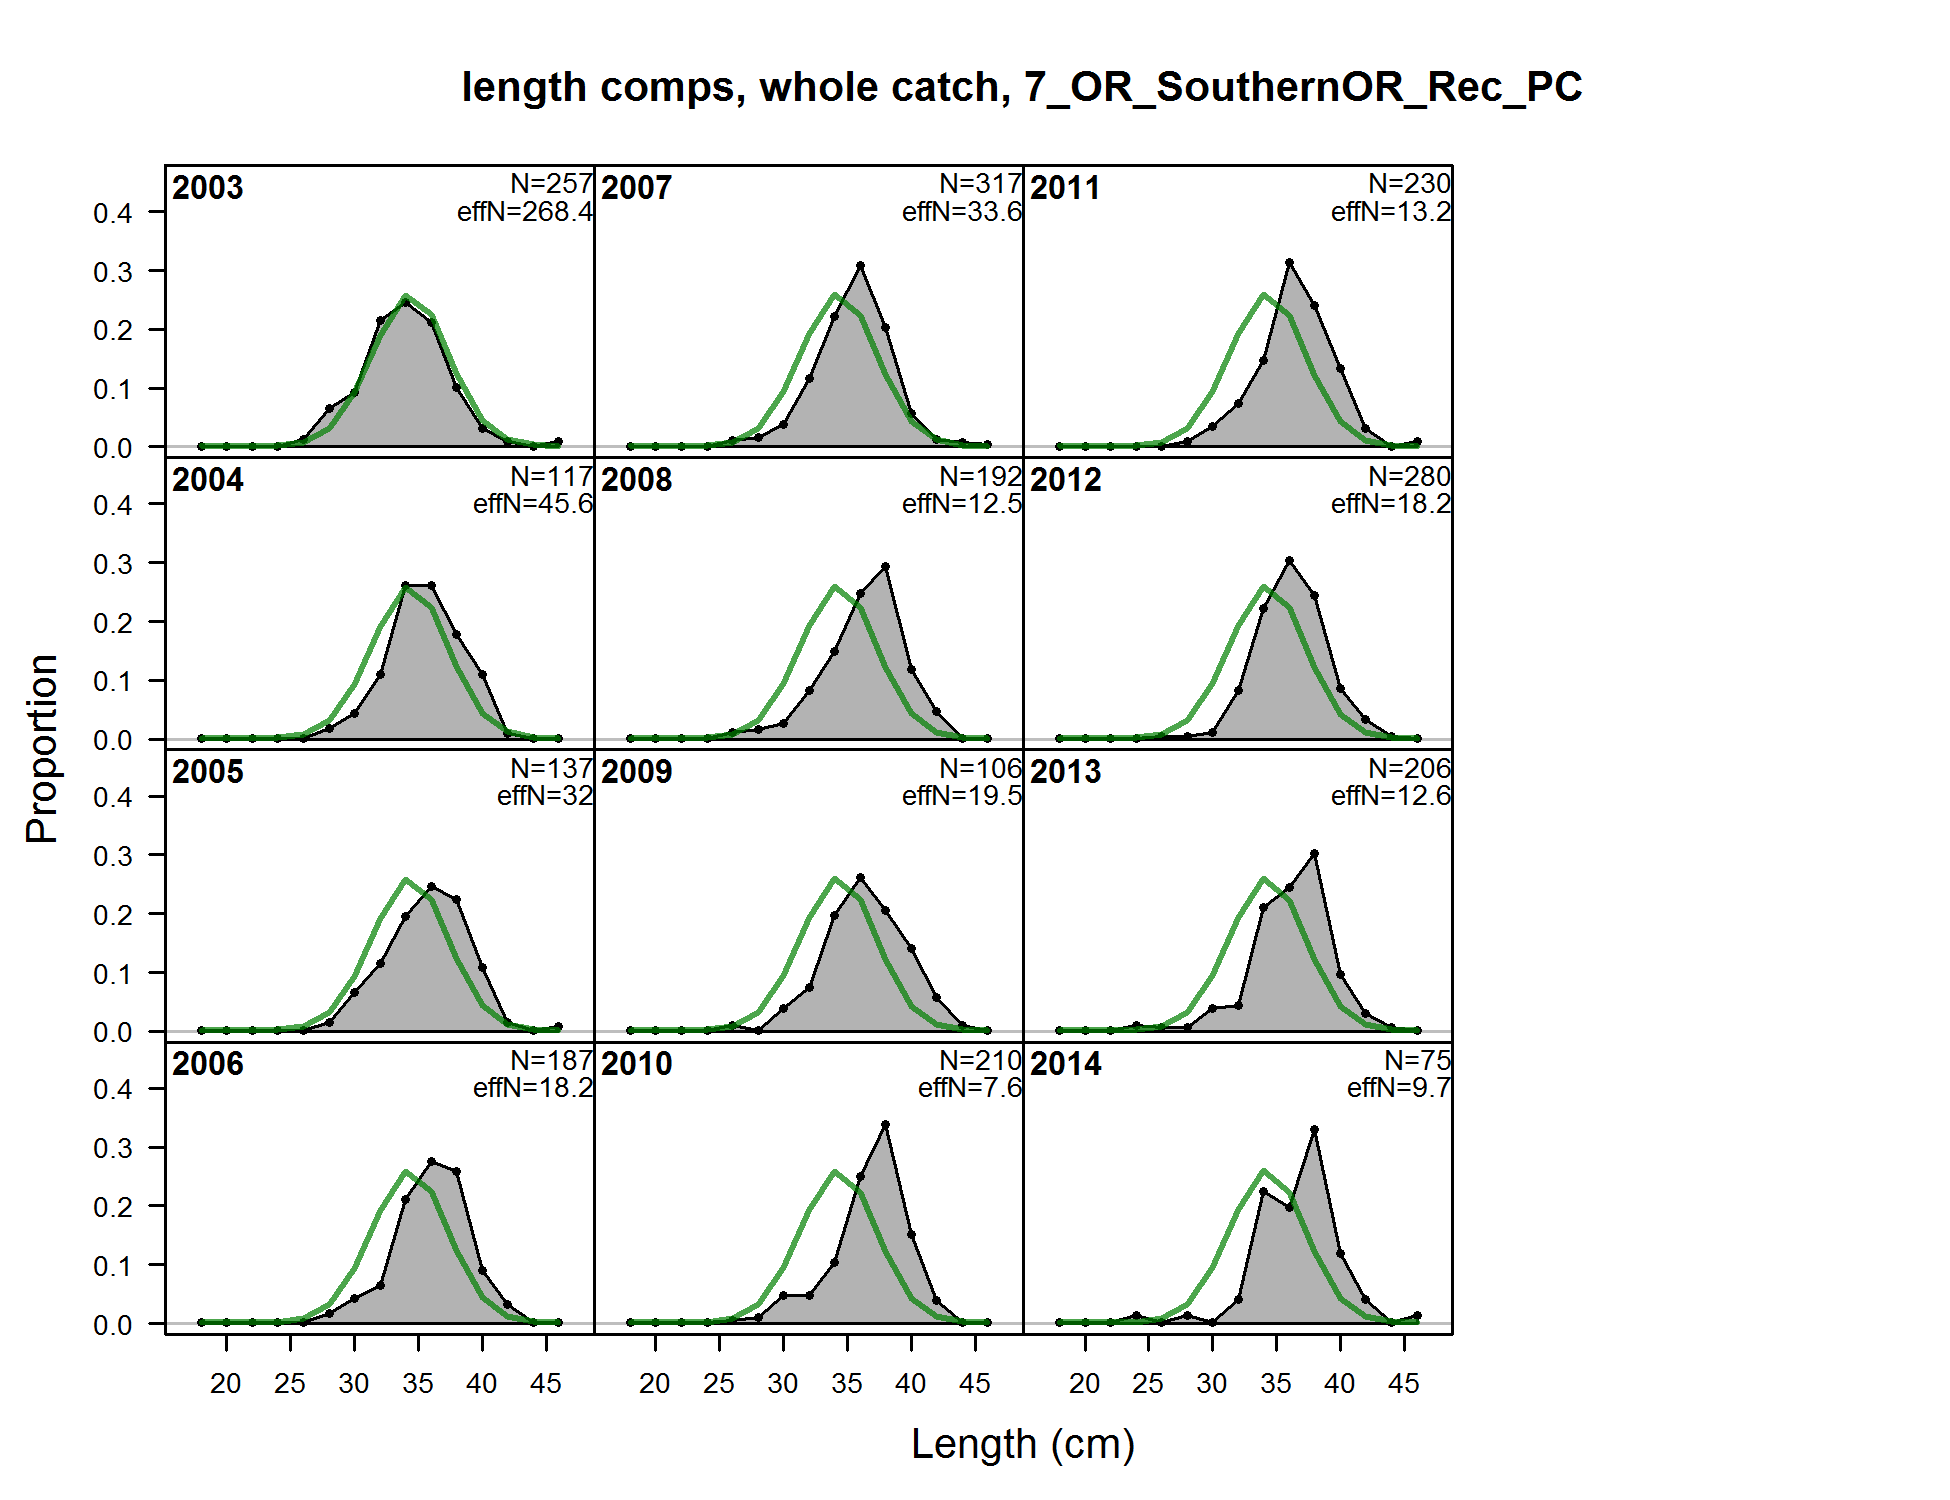 length comps, whole catch, 7_OR_SouthernOR_Rec_PC
2003
N=257
effN=268.4
2007
N=317
effN=33.6
2011
N=230
effN=13.2
0.4
0.3
0.2
0.1
0.0
2004
N=117
effN=45.6
2008
N=192
effN=12.5
2012
N=280
effN=18.2
0.4
0.3
0.2
0.1
0.0
2005
N=137
effN=32
2009
N=106
effN=19.5
2013
N=206
effN=12.6
0.4
0.3
0.2
0.1
0.0
2006
N=187
effN=18.2
2010
N=210
effN=7.6
2014
N=75
effN=9.7
0.4
0.3
0.2
0.1
0.0
20 25 30 35 40 45 20 25 30 35 40 45 20 25 30 35 40 45
Length (cm)
Proportion